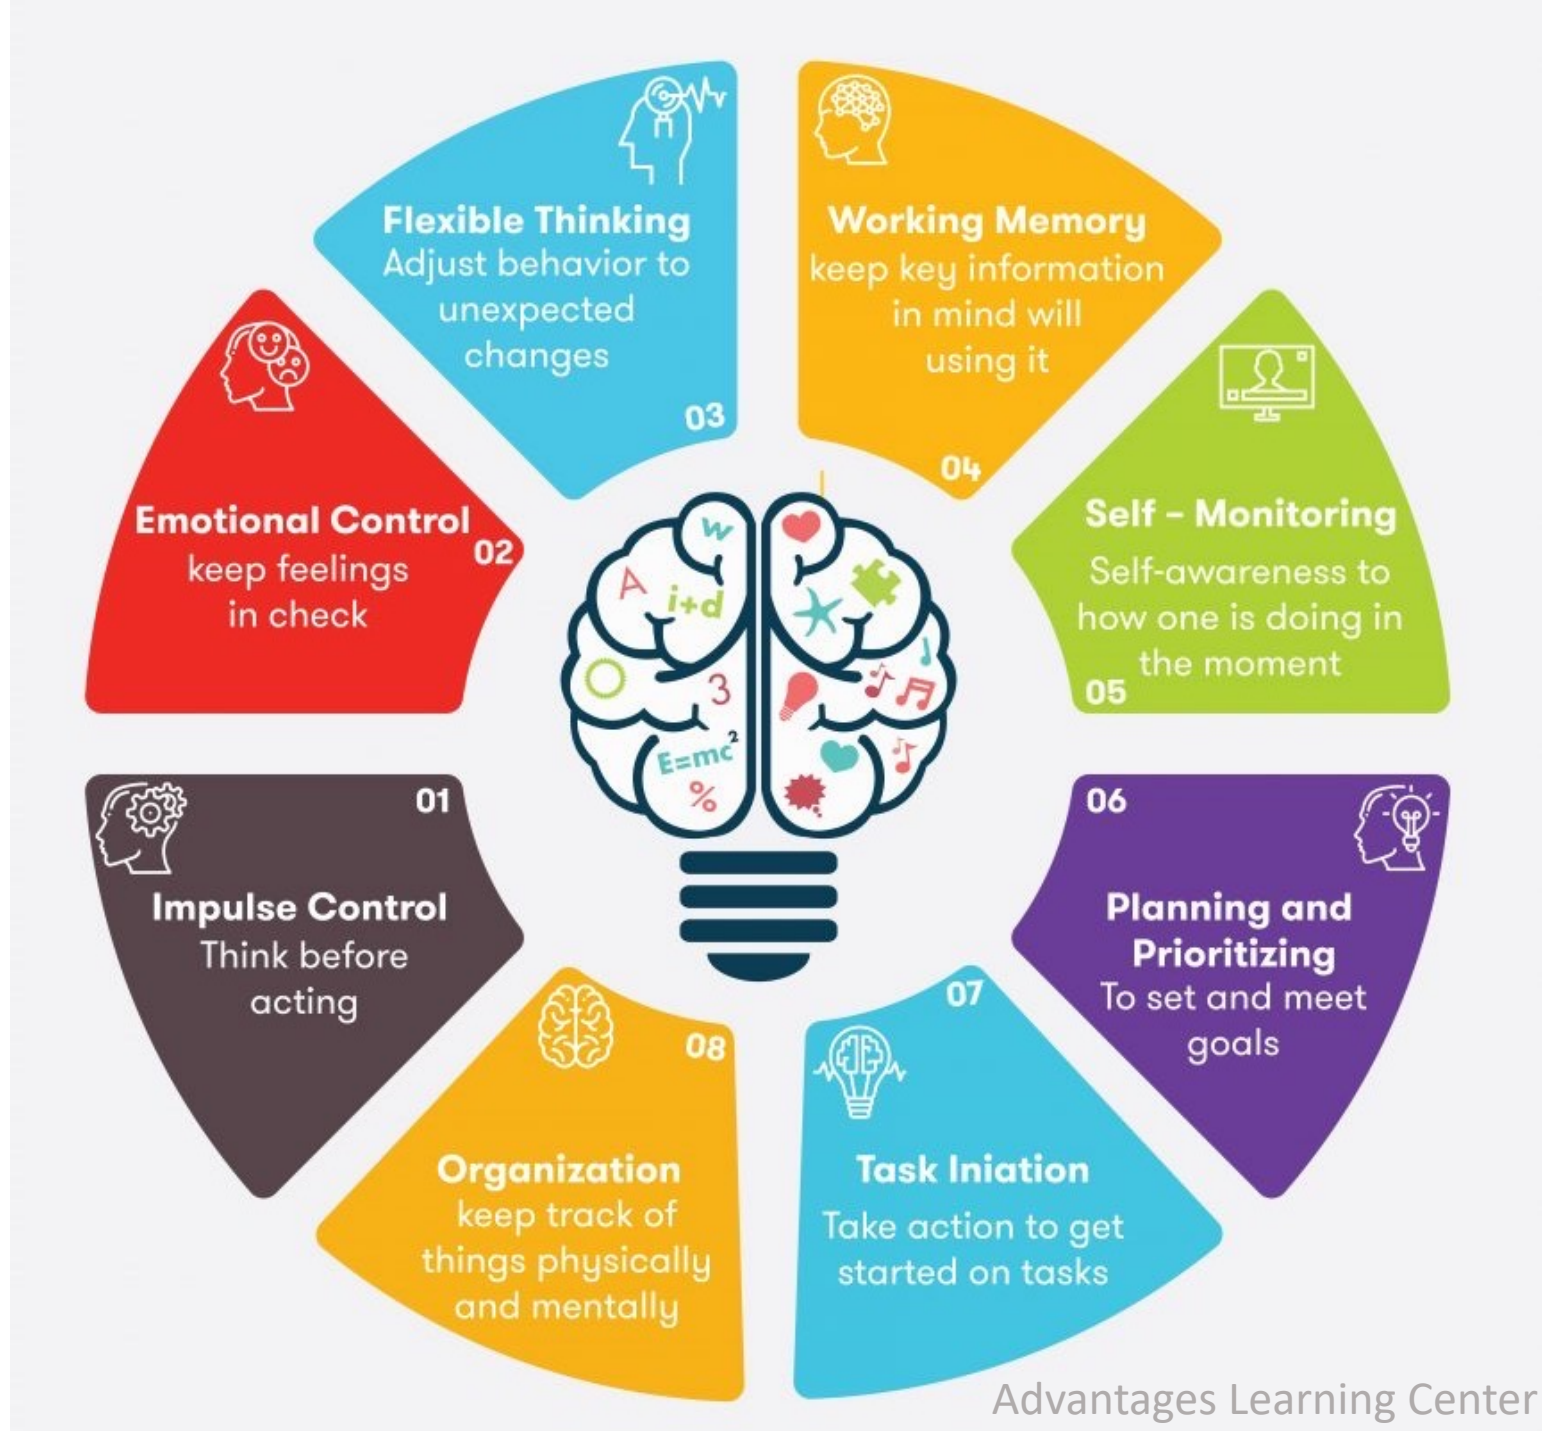 01
Impulse Control
Think before
acting
02
Emotional Control
keep feelings
in check
03
Flexible Thinking
Adjust behavior to
unexpected
changes
04
Working Memory
keep key information
in mind will
using it
05
Self – Monitoring
Self-awareness to
how one is doing in
the moment
06
Planning and
Prioritizing
To set and meet
goals
07
Task Iniation
Take action to get
started on tasks
08
Organization
keep track of
things physically
and mentally
w
A
i+d
3
E=mc²
%
Advantages Learning Center